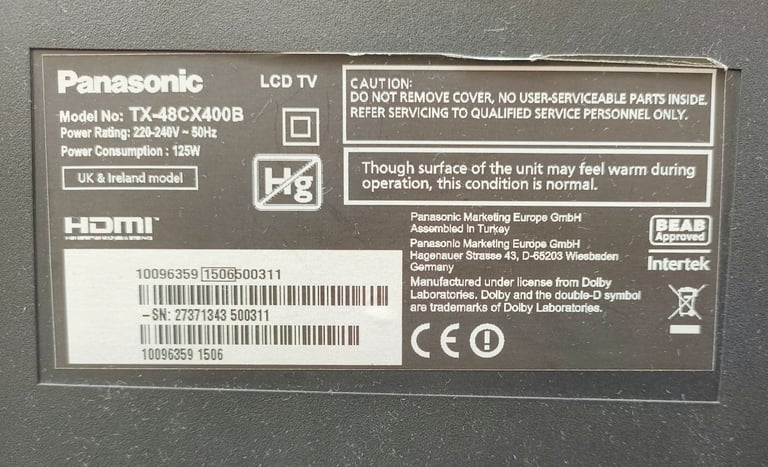 Panasonic
LCD TV
Model No: TX-48CX400B
Power Rating: 220-240V ~ 50Hz
Power Consumption : 125W
UK & Ireland model
Hg
CAUTION:
DO NOT REMOVE COVER, NO USER-SERVICEABLE PARTS INSIDE.
REFER SERVICING TO QUALIFIED SERVICE PERSONNEL ONLY.
Though surface of the unit may feel warm during
operation, this condition is normal.
HDMI™
10096359 1506500311
-SN: 27371343 500311
10096359 1506
Panasonic Marketing Europe GmbH
Assembled in Turkey
Panasonic Marketing Europe GmbH
Hagenauer Strasse 43, D-65203 Wiesbaden
Germany
Manufactured under license from Dolby
Laboratories. Dolby and the double-D symbol
are trademarks of Dolby Laboratories.
CE
BEAB
Approved
Intertek